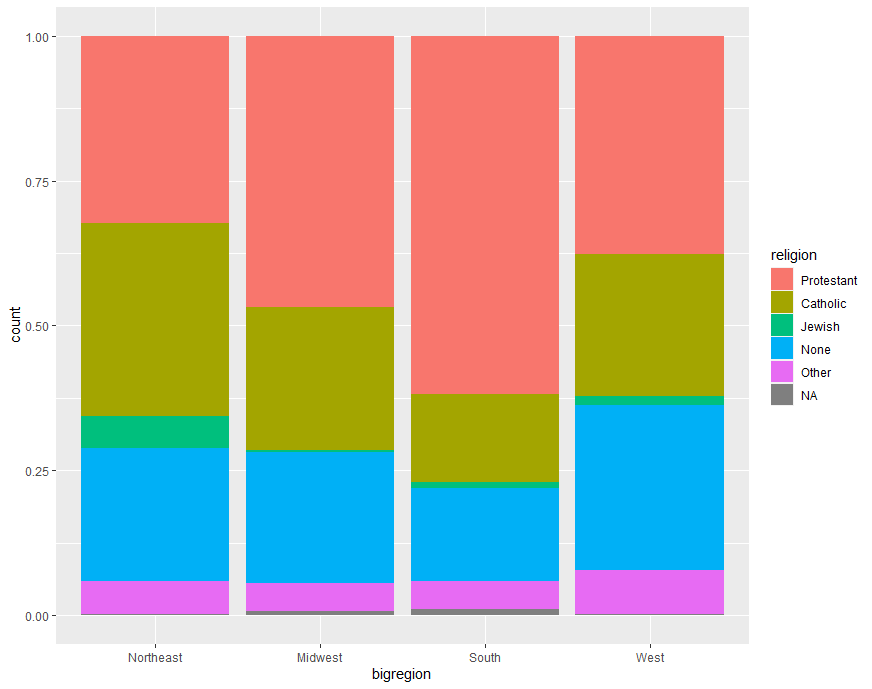 1.00
0.75
0.50
0.25
0.00
count
Northeast
Midwest
South
West
bigregion
religion
Protestant
Catholic
Jewish
None
Other
NA